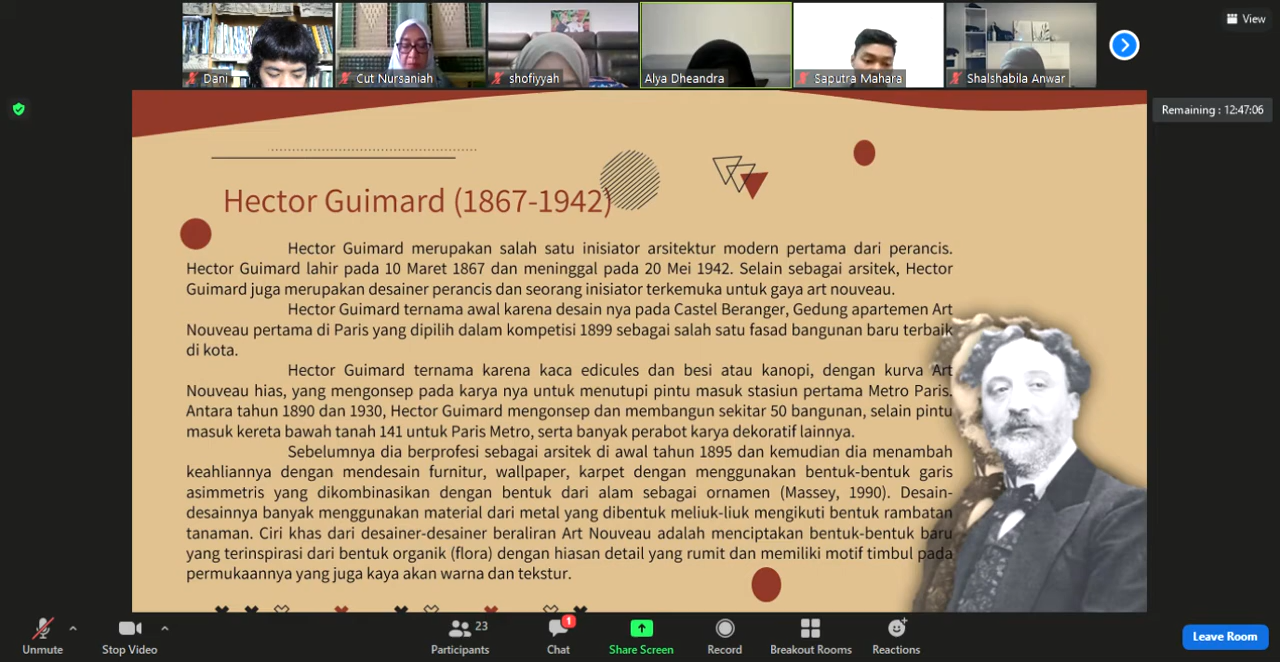 View
Dani
Cut Nursaniah
shofiyyah
Alya Dheandra
Saputra Mahara
Shalshabila Anwar
Remaining : 12:47:06
Hector Guimard (1867-1942)
Hector Guimard merupakan salah satu inisiator arsitektur modern pertama dari perancis.
Hector Guimard lahir pada 10 Maret 1867 dan meninggal pada 20 Mei 1942. Selain sebagai arsitek, Hector
Guimard juga merupakan desainer perancis dan seorang inisiator terkemuka untuk gaya art nouveau.
Hector Guimard ternama awal karena desain nya pada Castel Beranger, Gedung apartemen Art
Nouveau pertama di Paris yang dipilih dalam kompetisi 1899 sebagai salah satu fasad bangunan baru terbaik
di kota.
Hector Guimard ternama karena kaca edicules dan besi atau kanopi, dengan kurva Art
Nouveau hias, yang mengonsep pada karya nya untuk menutupi pintu masuk stasiun pertama Metro Paris.
Antara tahun 1890 dan 1930, Hector Guimard mengonsep dan membangun sekitar 50 bangunan, selain pintu
masuk kereta bawah tanah 141 untuk Paris Metro, serta banyak perabot karya dekoratif lainnya.
Sebelumnya dia berprofesi sebagai arsitek di awal tahun 1895 dan kemudian dia menambah
keahliannya dengan mendesain furnitur, wallpaper, karpet dengan menggunakan bentuk-bentuk garis
asimmetris yang dikombinasikan dengan bentuk dari alam sebagai ornamen (Massey, 1990). Desain-
desainnya banyak menggunakan material dari metal yang dibentuk meliuk-liuk mengikuti bentuk rambatan
tanaman. Ciri khas dari desainer-desainer beraliran Art Nouveau adalah menciptakan bentuk-bentuk baru
yang terinspirasi dari bentuk organik (flora) dengan hiasan detail yang rumit dan memiliki motif timbul pada
permukaannya yang juga kaya akan warna dan tekstur.
Unmute
Stop Video
Participants
23
Chat
1
Share Screen
Record
Breakout Rooms
Reactions
Leave Room